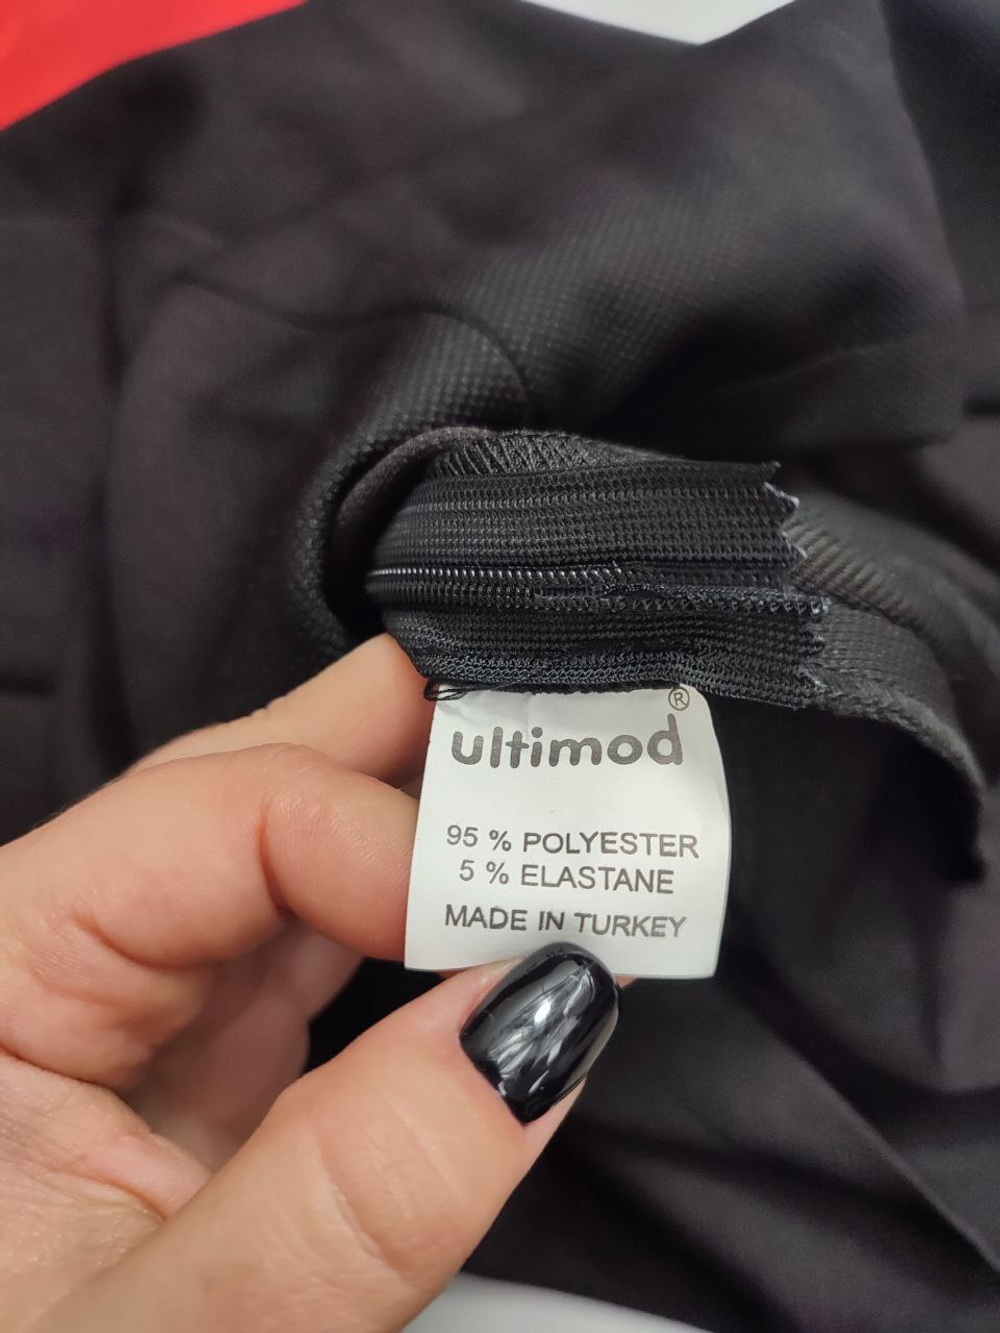 ultimod®
95 % POLYESTER
5 % ELASTANE
MADE IN TURKEY